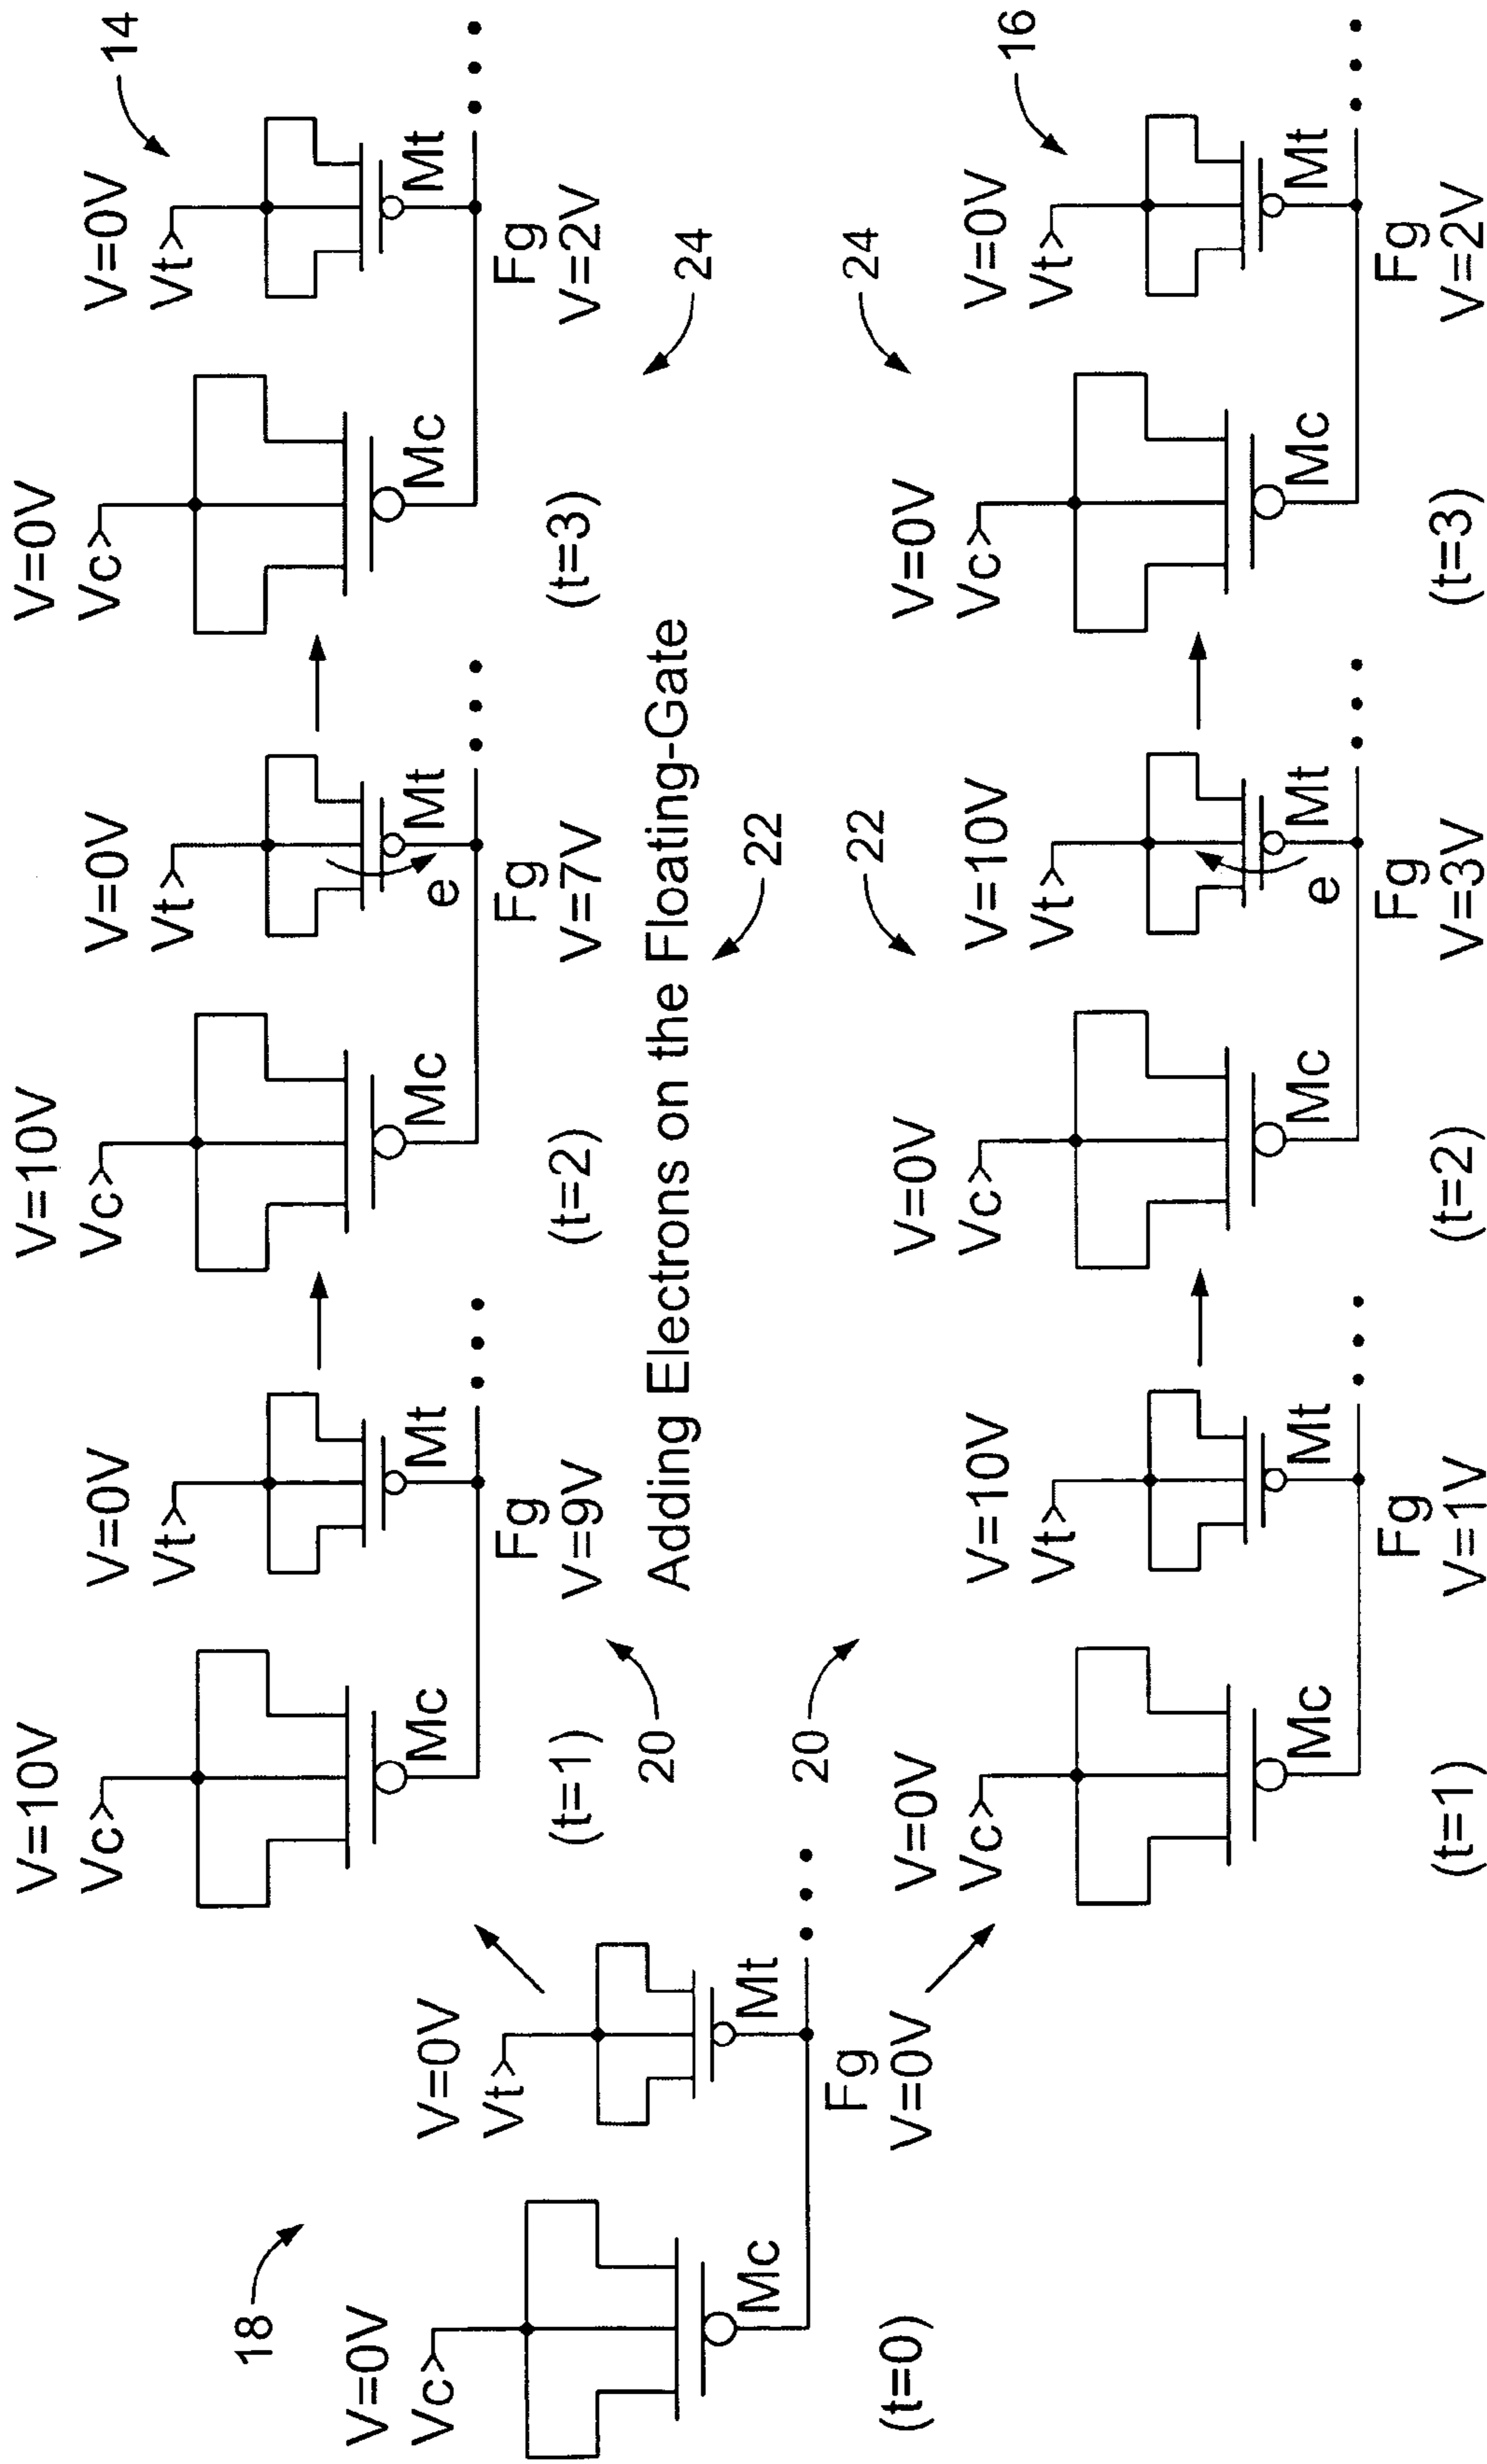 V=10V
Vc
V=0V
Vt
Mc
Mt
Fg
V=9V
(t=1)
20
V=10V
Vc
V=0V
Vt
Mc
Mt
e
Fg
V=7V
(t=2)
22
V=0V
Vc
V=0V
Vt
14
Mc
Mt
Fg
V=2V
(t=3)
24
Adding Electrons on the Floating-Gate
18
V=0V
Vc
V=0V
Vt
Mc
Mt
Fg
V=0V
(t=0)
20
V=0V
Vc
V=10V
Vt
Mc
Mt
Fg
V=1V
(t=1)
22
V=0V
Vc
V=10V
Vt
Mc
Mt
e
Fg
V=3V
(t=2)
24
V=0V
Vc
V=0V
Vt
16
Mc
Mt
Fg
V=2V
(t=3)